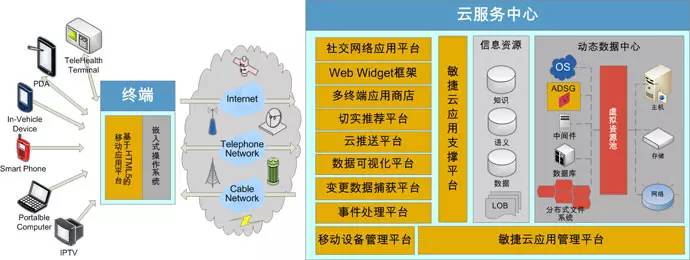 TeleHealth
Terminal
PDA
In-Vehicle
Device
Smart Phone
Portalble
Computer
IPTV
终端
基于HTML5的
移动应用平台
嵌入式操作系统
Internet
Telephone
Network
Cable
Network
云服务中心
社交网络应用平台
Web Widget框架
多终端应用商店
切实推荐平台
云推送平台
数据可视化平台
变更数据捕获平台
事件处理平台
移动设备管理平台
敏捷云应用支撑平台
敏捷云应用管理平台
信息资源
知识
语义
数据
LOB
动态数据中心
OS
ADSG
中间件
数据库
分布式文件
系统
虚拟资源池
主机
存储
网络